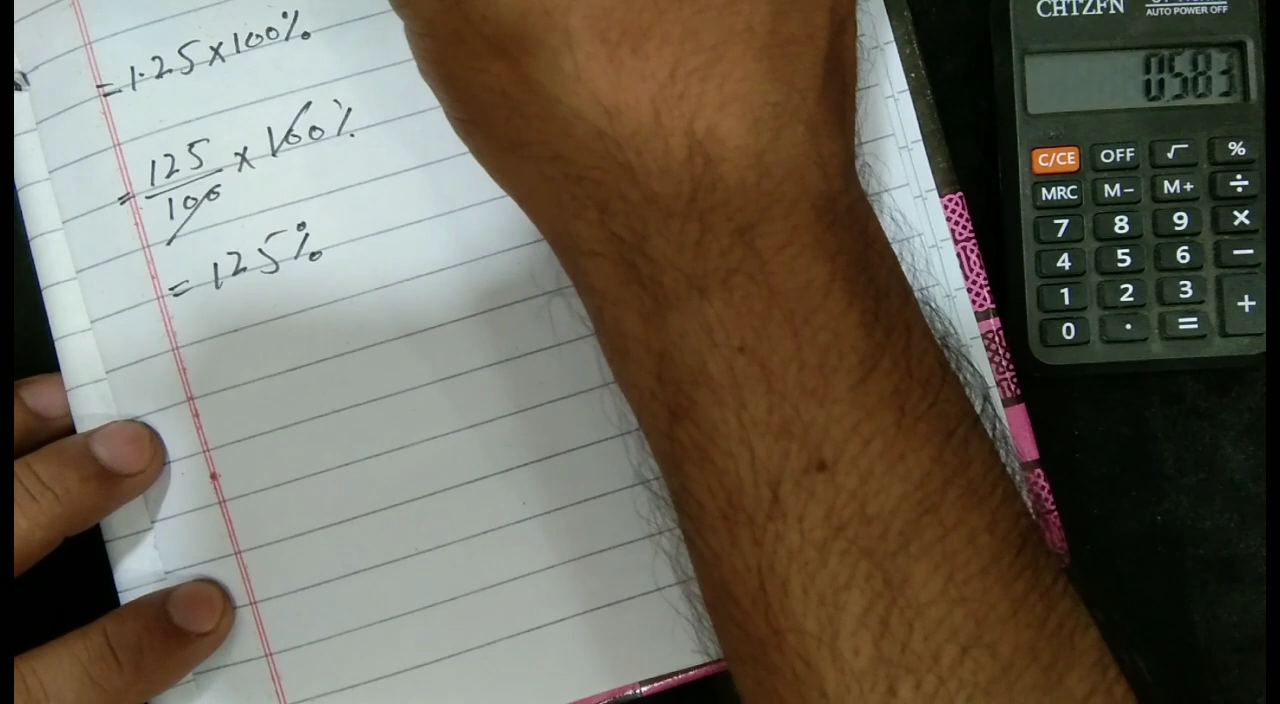 = 1.25 x 100%
= 125/100 x 100%
= 125%
CHTZFN
AUTO POWER OFF
0583
C/CE OFF √ %
MRC M− M+ ÷
7 8 9 ×
4 5 6 −
1 2 3 +
0 . =